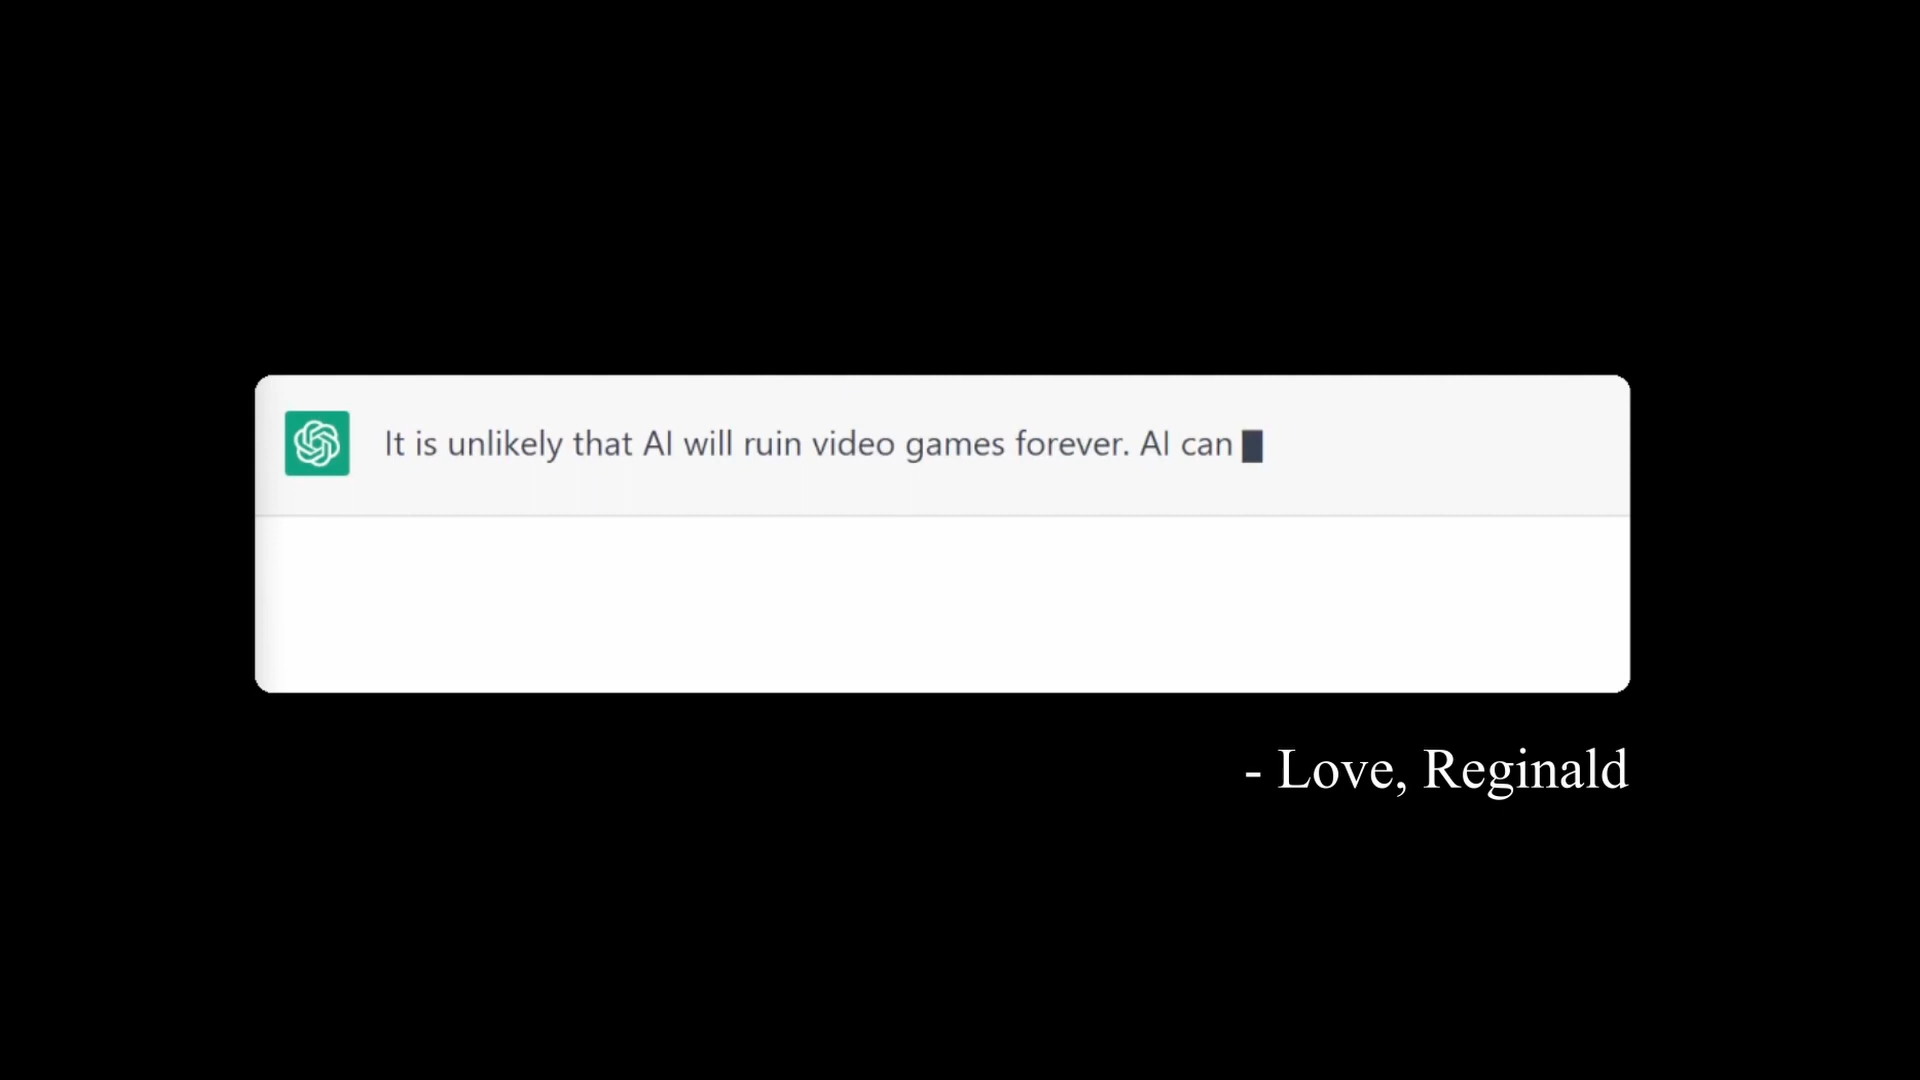 It is unlikely that AI will ruin video games forever. AI can
- Love, Reginald